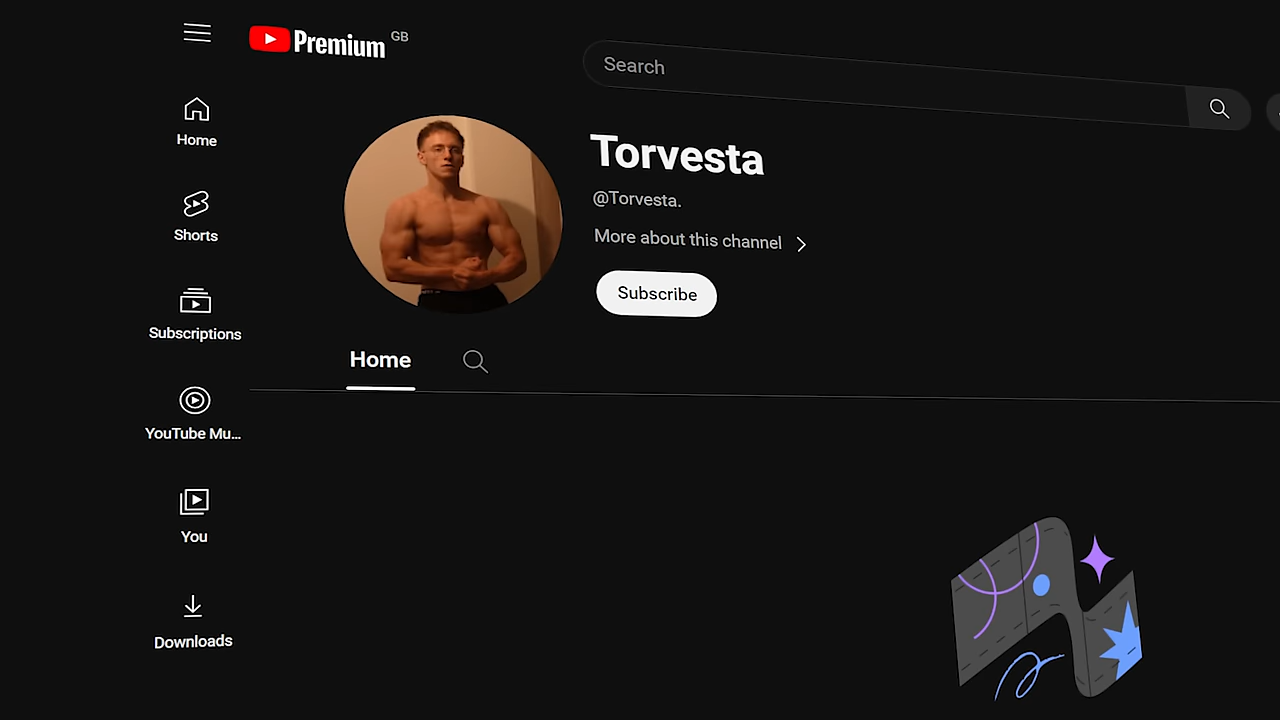 Premium GB
Search
Home
Shorts
Subscriptions
YouTube Mu...
You
Downloads
Torvesta
@Torvesta.
More about this channel
Subscribe
Home